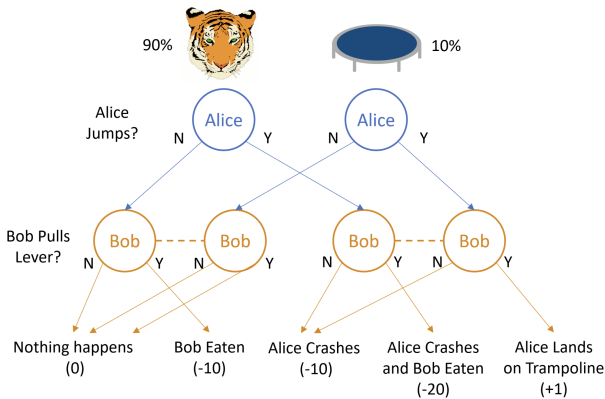 90%
10%
Alice
Jumps?
Alice
Alice
N
Y
N
Y
Bob Pulls
Lever?
Bob
Bob
Bob
Bob
N
Y
N
Y
N
Y
N
Y
Nothing happens
(0)
Bob Eaten
(-10)
Alice Crashes
(-10)
Alice Crashes
and Bob Eaten
(-20)
Alice Lands
on Trampoline
(+1)